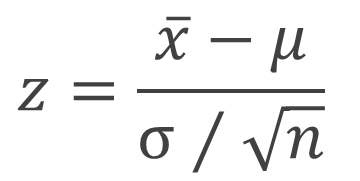 z = (x̄ − μ) / (σ / √n)